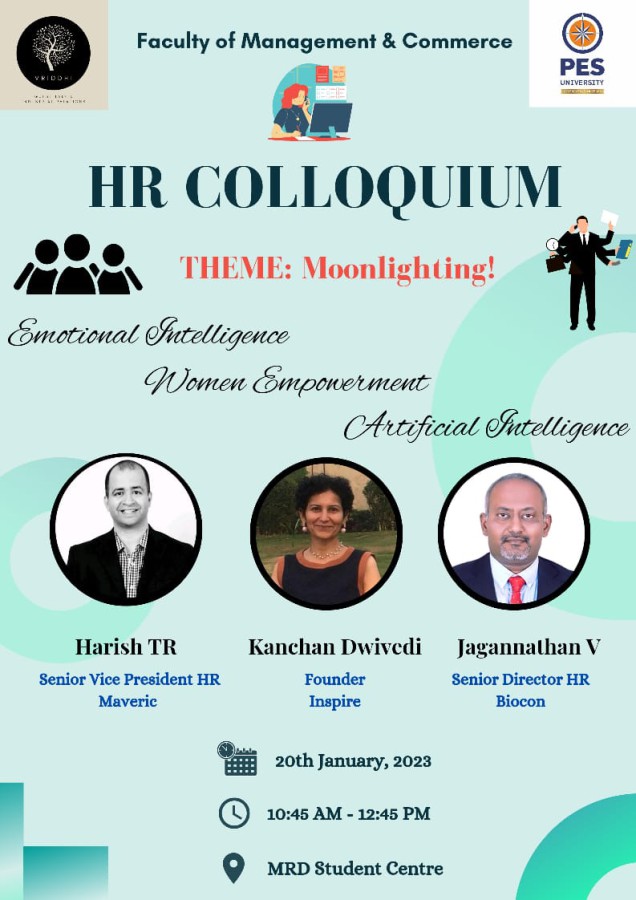 Faculty of Management & Commerce
VRIDDHI
PES
UNIVERSITY
HR COLLOQUIUM
THEME: Moonlighting!
Emotional Intelligence
Women Empowerment
Artificial Intelligence
Harish TR
Kanchan Dwivedi
Jagannathan V
Senior Vice President HR
Maveric
Founder
Inspire
Senior Director HR
Biocon
20th January, 2023
10:45 AM - 12:45 PM
MRD Student Centre